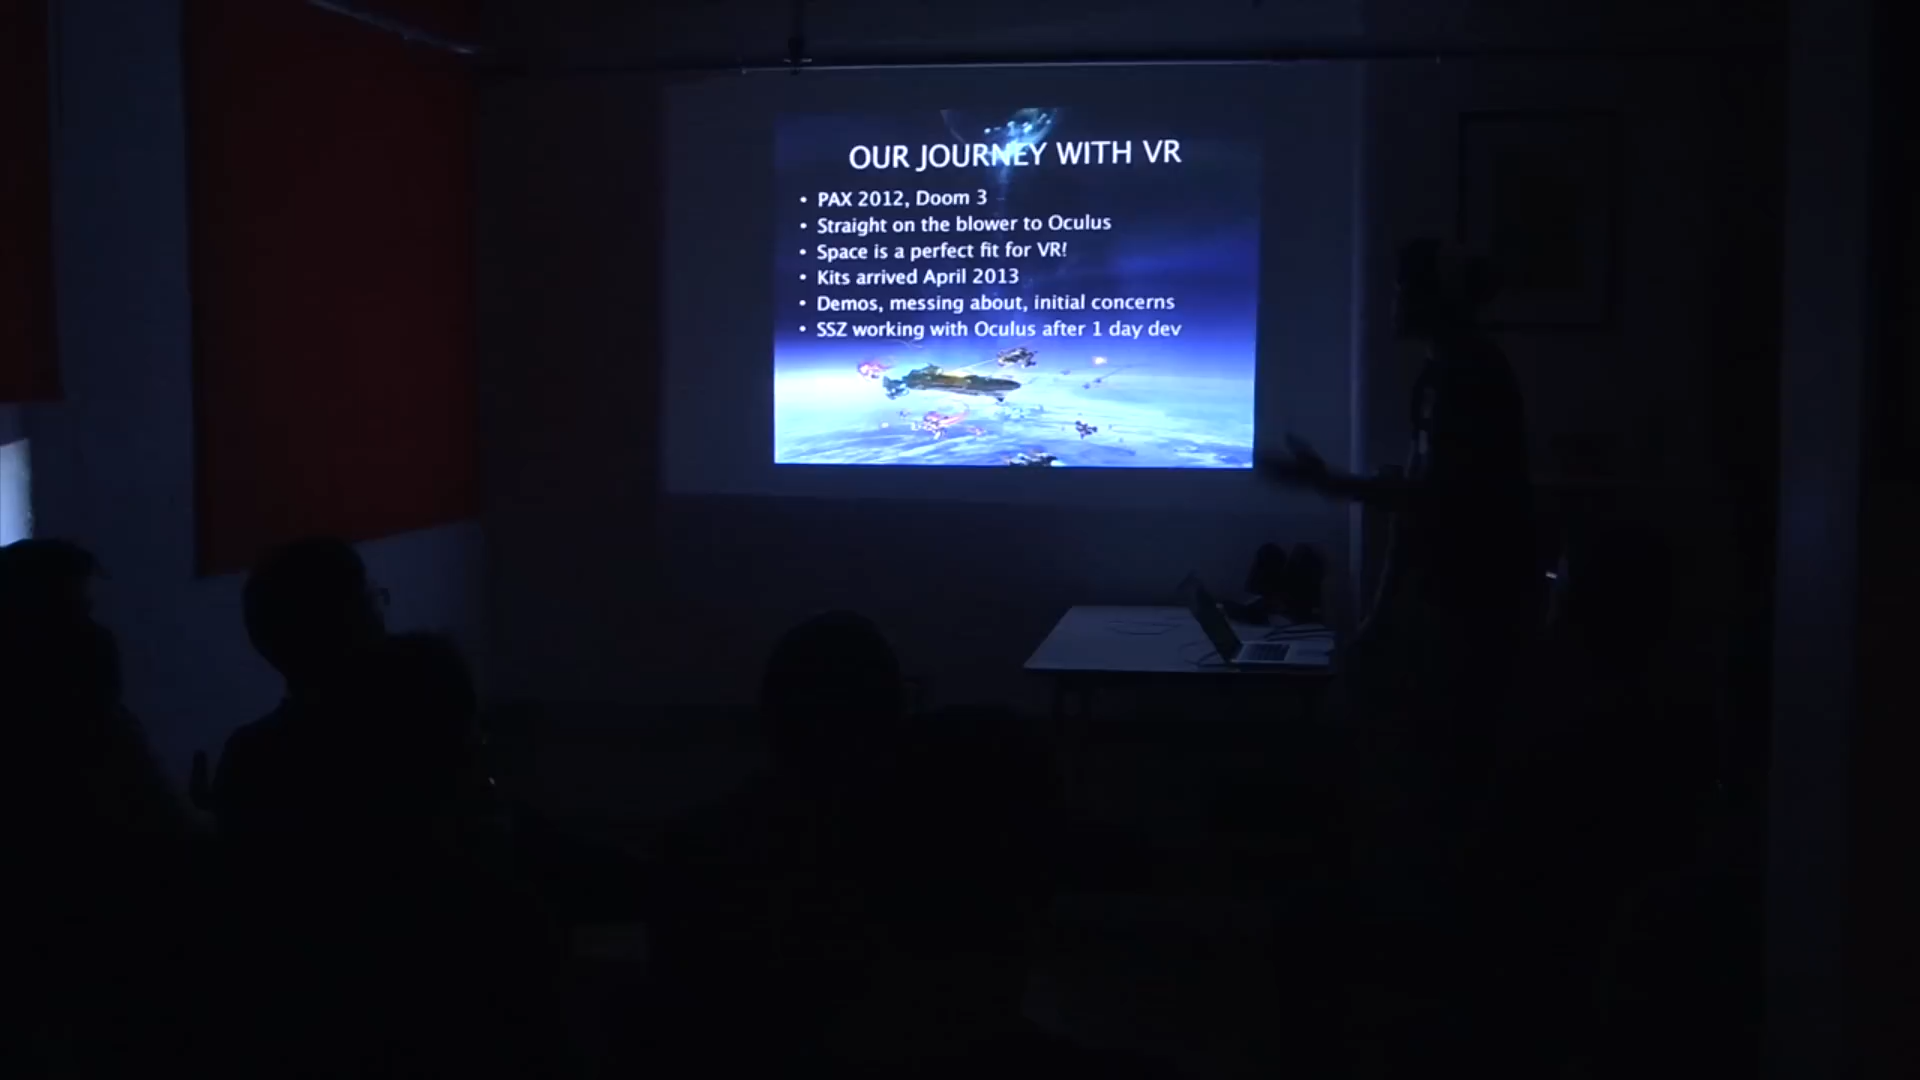 OUR JOURNEY WITH VR
• PAX 2012, Doom 3
• Straight on the blower to Oculus
• Space is a perfect fit for VR!
• Kits arrived April 2013
• Demos, messing about, initial concerns
• SSZ working with Oculus after 1 day dev